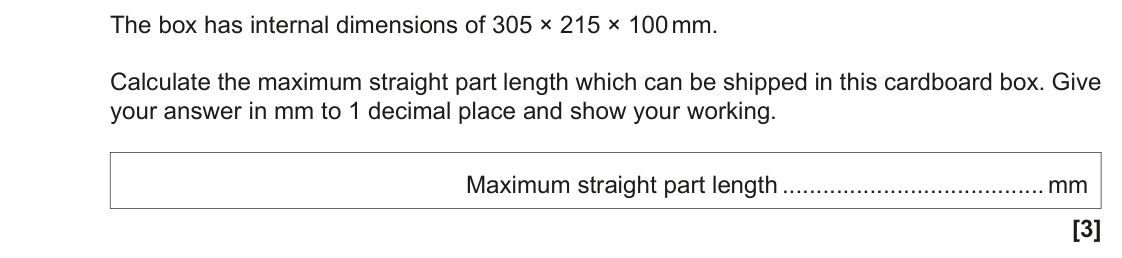 The box has internal dimensions of 305 × 215 × 100 mm.
Calculate the maximum straight part length which can be shipped in this cardboard box. Give
your answer in mm to 1 decimal place and show your working.
Maximum straight part length ....................................... mm
[3]